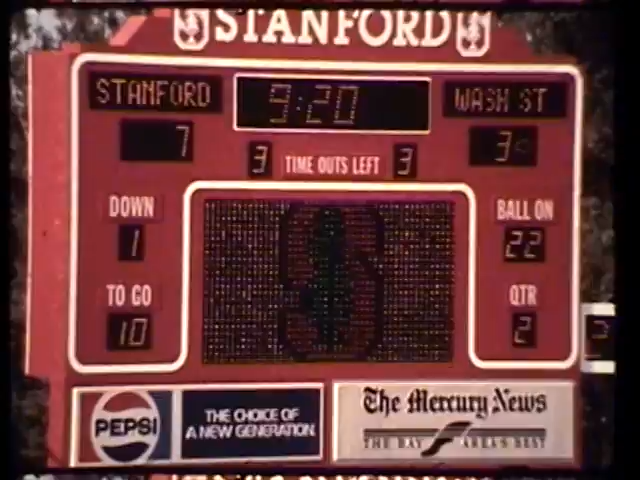 STANFORD
STANFORD 9:20 WASH ST
7 3 TIME OUTS LEFT 3 3
DOWN BALL ON
1 22
TO GO QTR
10 2
PEPSI THE CHOICE OF A NEW GENERATION.
The Mercury News
THE BAY AREA'S BEST